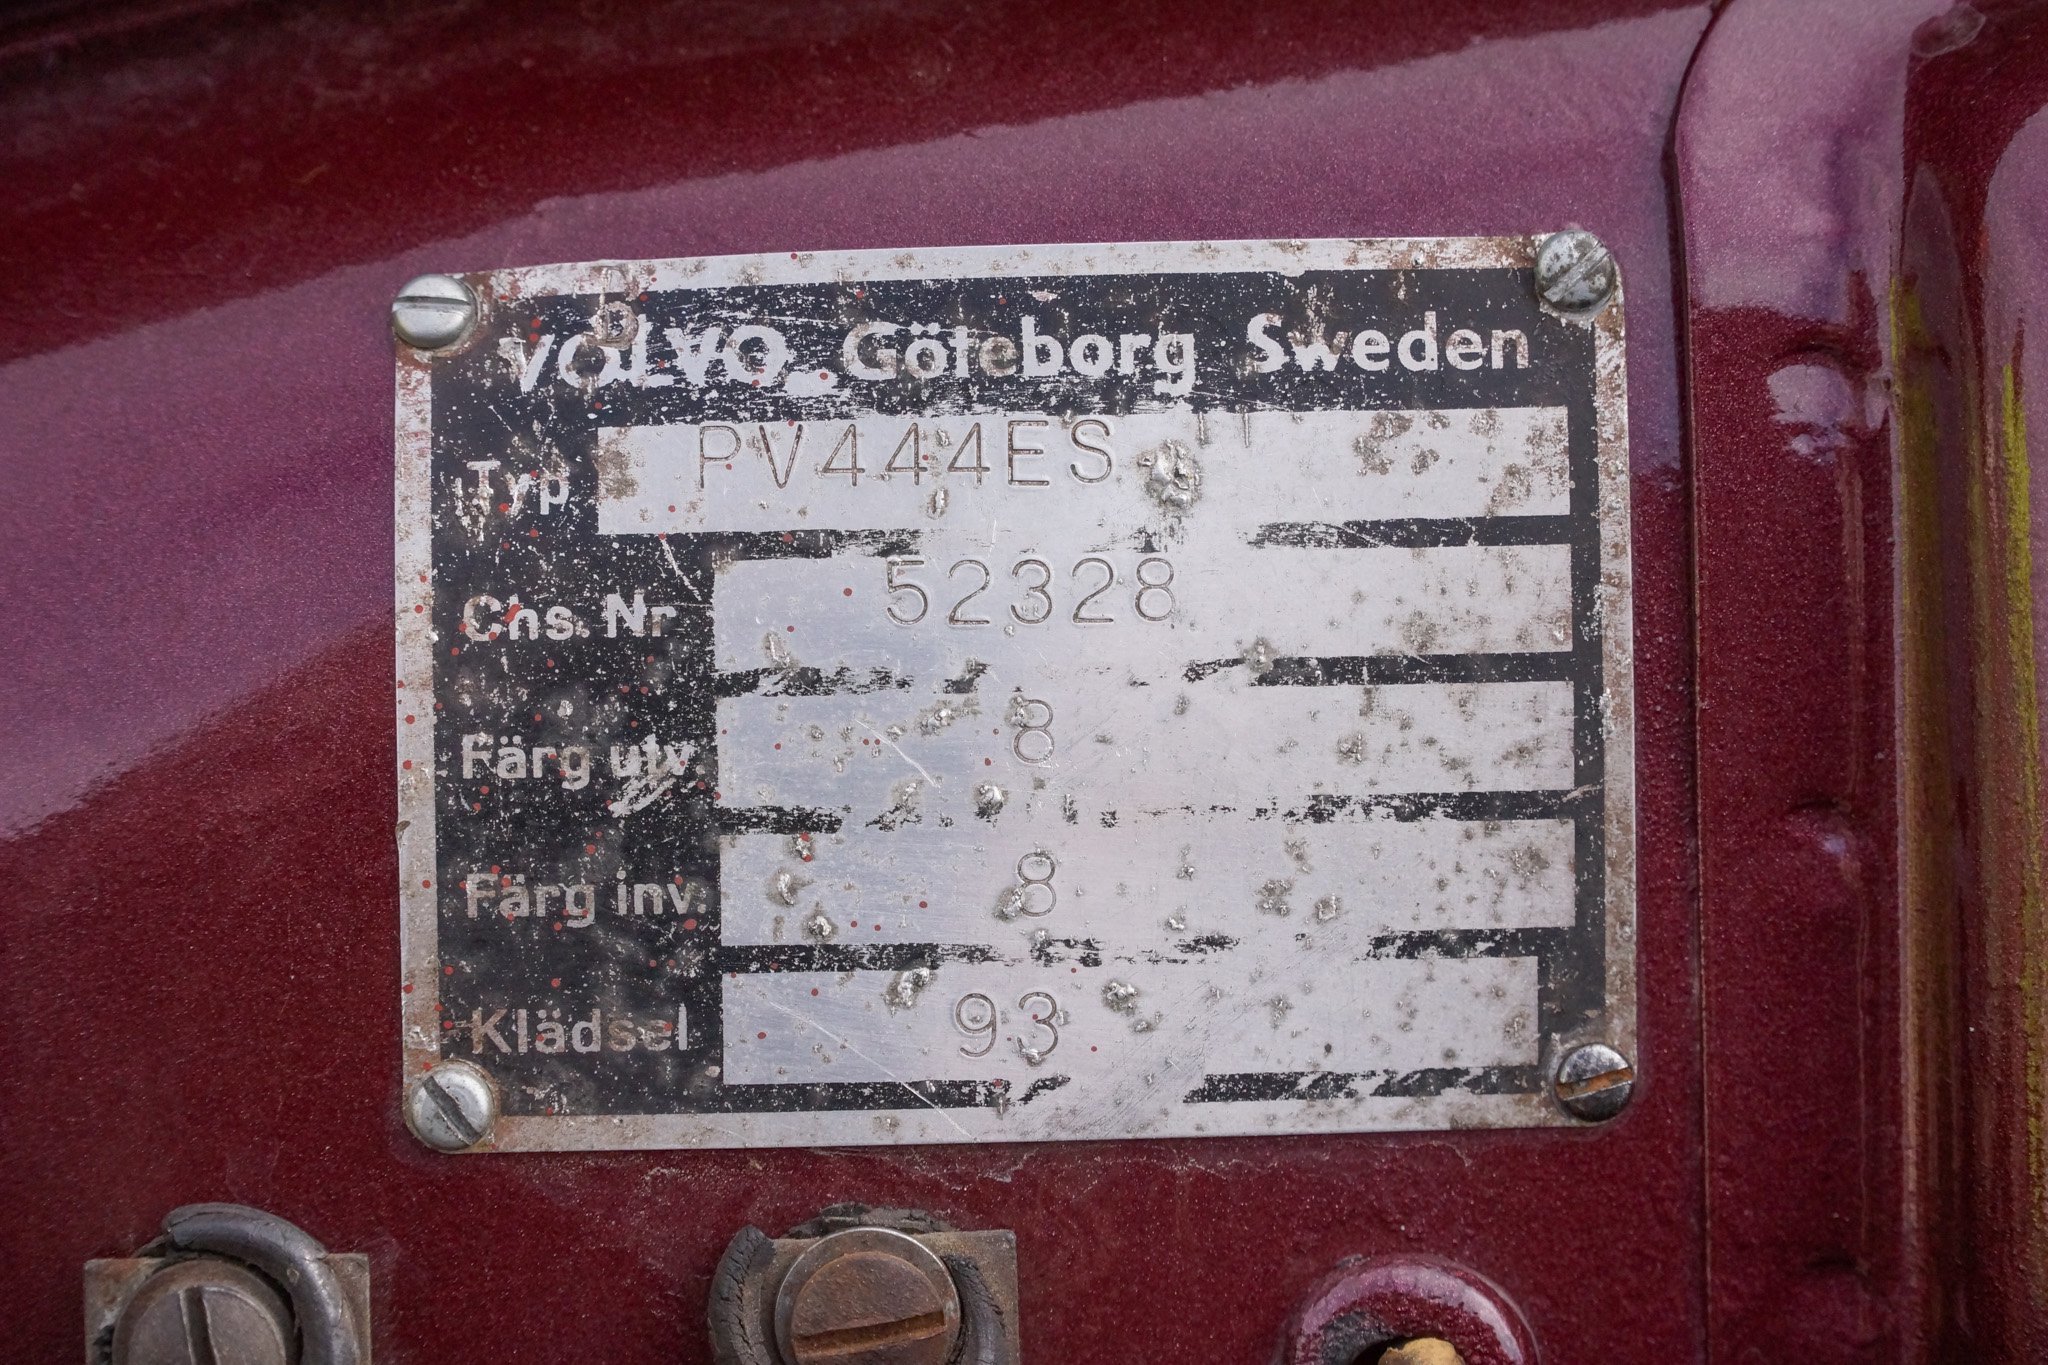 VOLVO Göteborg Sweden
Typ PV444ES
Chs. Nr 52328
Färg utv. 8
Färg inv. 8
Klädsel 93